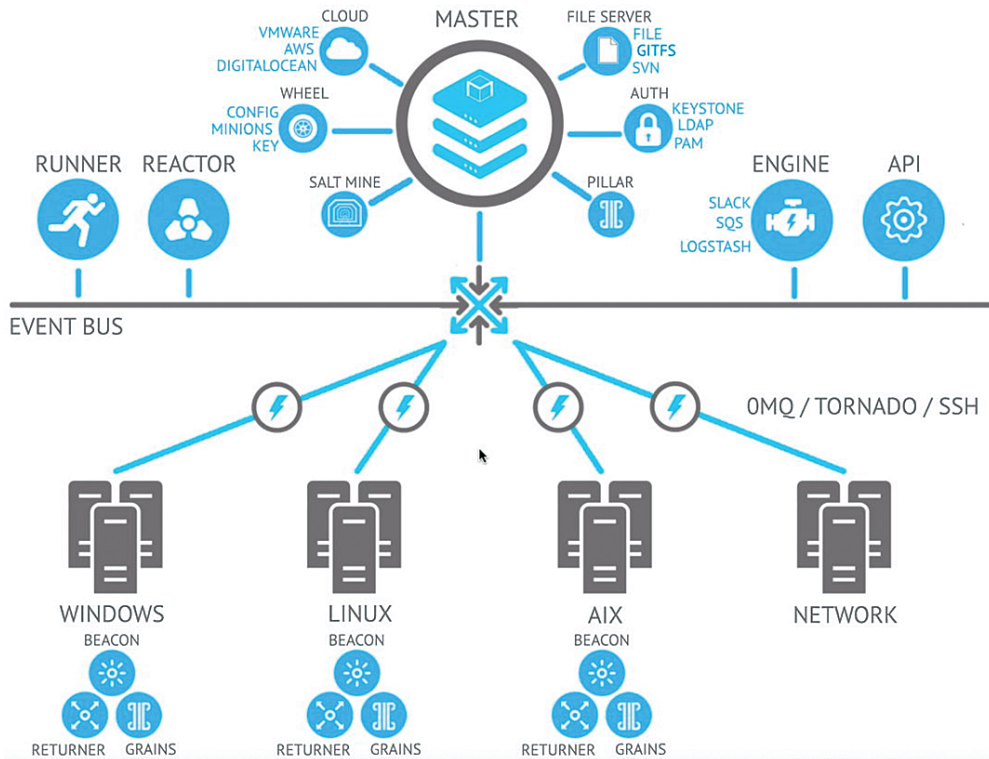 CLOUD
VMWARE
AWS
DIGITALOCEAN
MASTER
FILE SERVER
FILE
GITFS
SVN
WHEEL
CONFIG
MINIONS
KEY
AUTH
KEYSTONE
LDAP
PAM
RUNNER
REACTOR
SALT MINE
PILLAR
ENGINE
SLACK
SQS
LOGSTASH
API
EVENT BUS
0MQ / TORNADO / SSH
WINDOWS
LINUX
AIX
NETWORK
BEACON
BEACON
BEACON
RETURNER
GRAINS
RETURNER
GRAINS
RETURNER
GRAINS